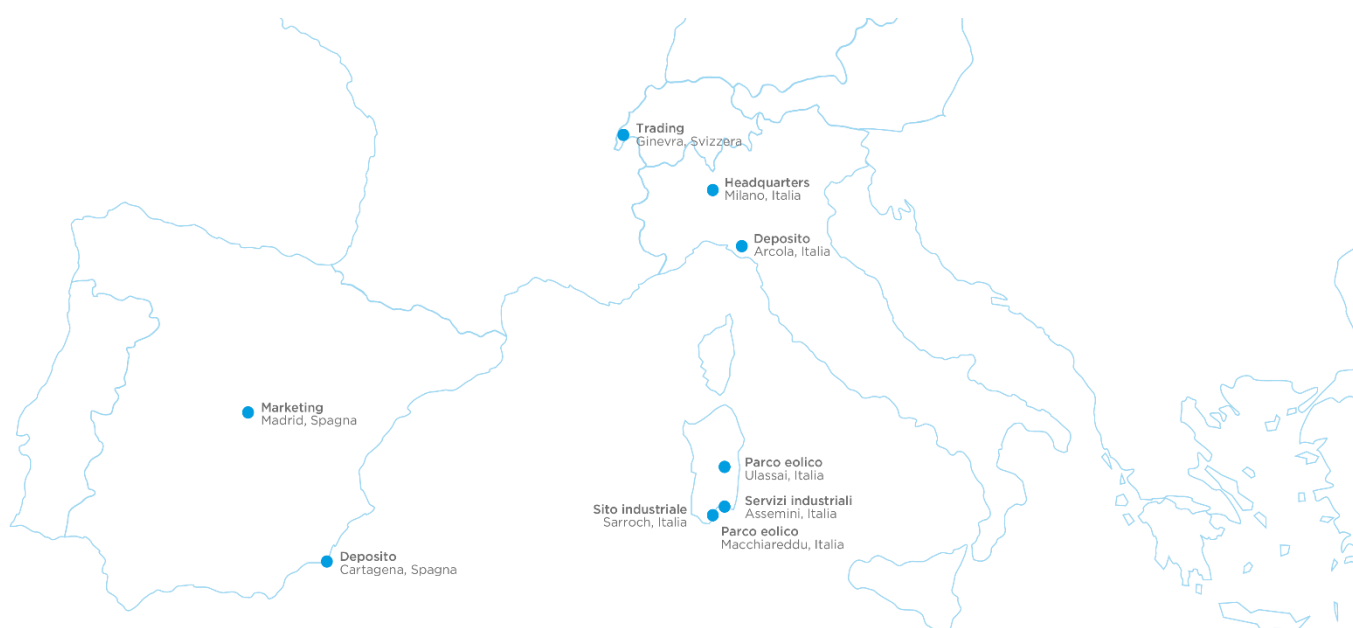 Trading
Ginevra, Svizzera
Headquarters
Milano, Italia
Deposito
Arcola, Italia
Marketing
Madrid, Spagna
Parco eolico
Ulassai, Italia
Servizi industriali
Assemini, Italia
Sito industriale
Sarroch, Italia
Parco eolico
Macchiareddu, Italia
Deposito
Cartagena, Spagna